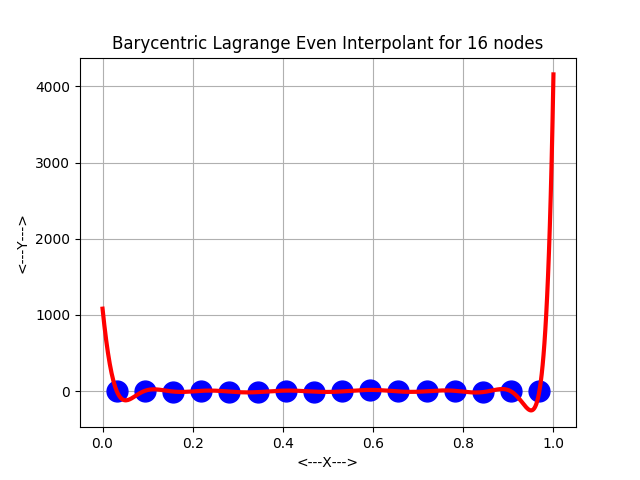 Barycentric Lagrange Even Interpolant for 16 nodes
4000
3000
2000
1000
0
<---Y--->
0.0 0.2 0.4 0.6 0.8 1.0
<---X--->